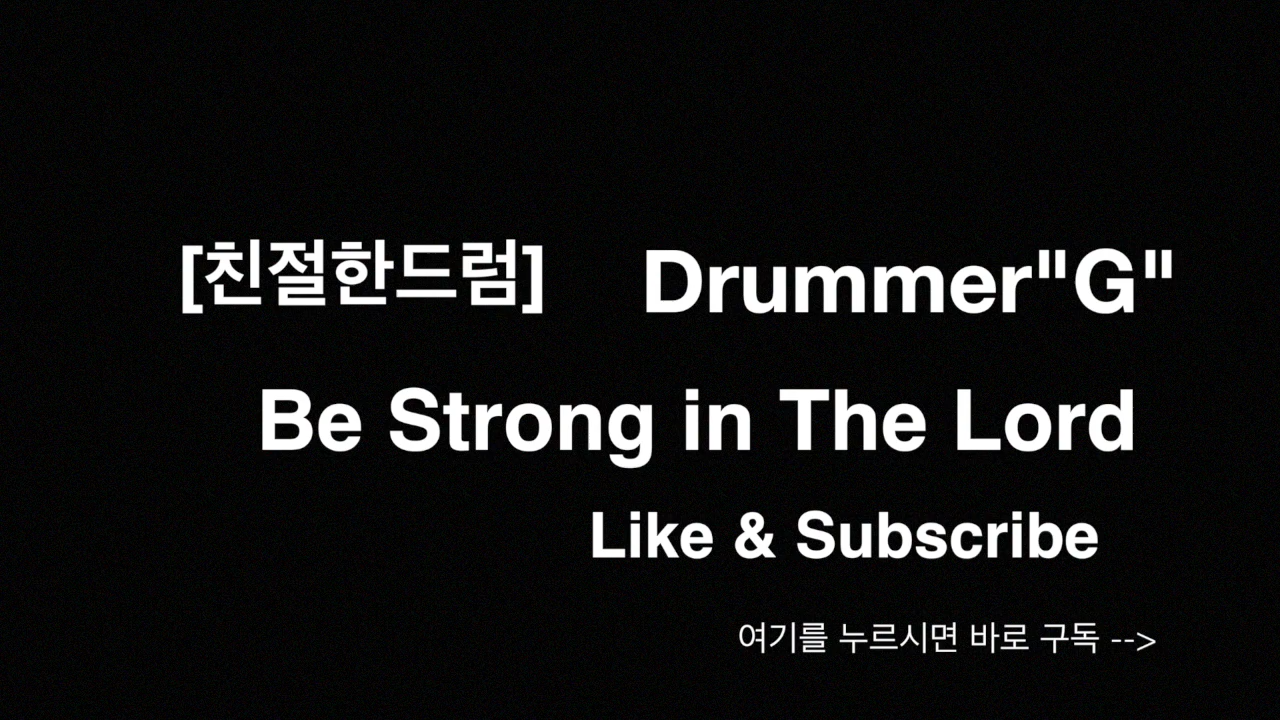 [친절한드럼] Drummer"G"
Be Strong in The Lord
Like & Subscribe
여기를 누르시면 바로 구독 -->